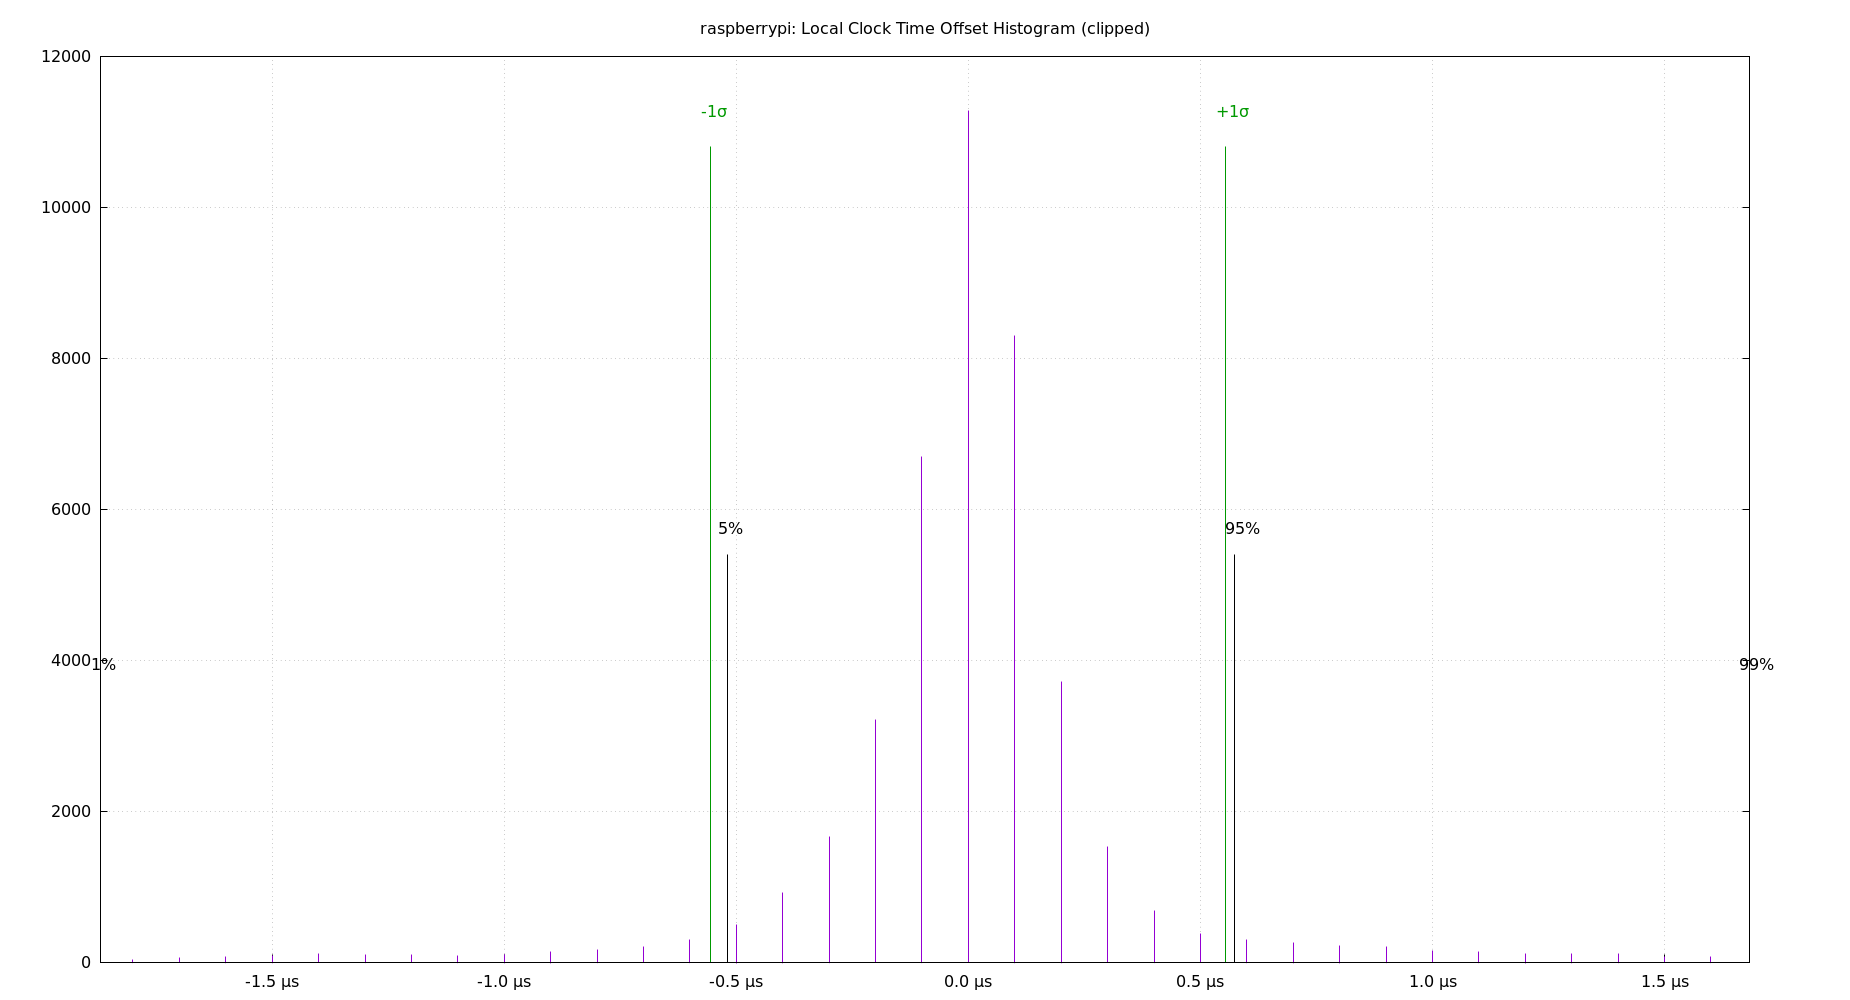 raspberrypi: Local Clock Time Offset Histogram (clipped)
12000
-1σ
+1σ
10000
8000
6000
5%
95%
4000
1%
99%
2000
0
-1.5 µs
-1.0 µs
-0.5 µs
0.0 µs
0.5 µs
1.0 µs
1.5 µs